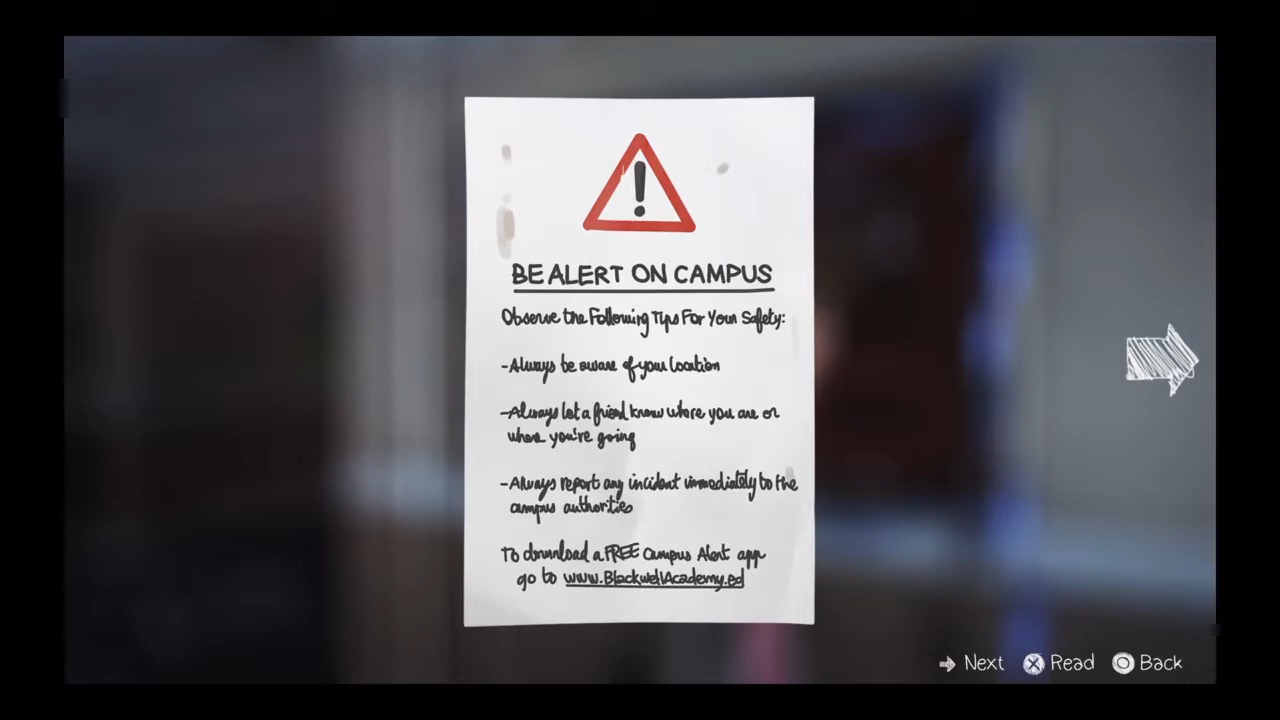 !
BE ALERT ON CAMPUS
Observe the Following Tips For Your Safety:
-Always be aware of your location
-Always let a friend know where you are or
where you're going
-Always report any incident immediately to the
campus authorities
To download a FREE Campus Alert app
go to www.BlackwellAcademy.ed
Next Read Back